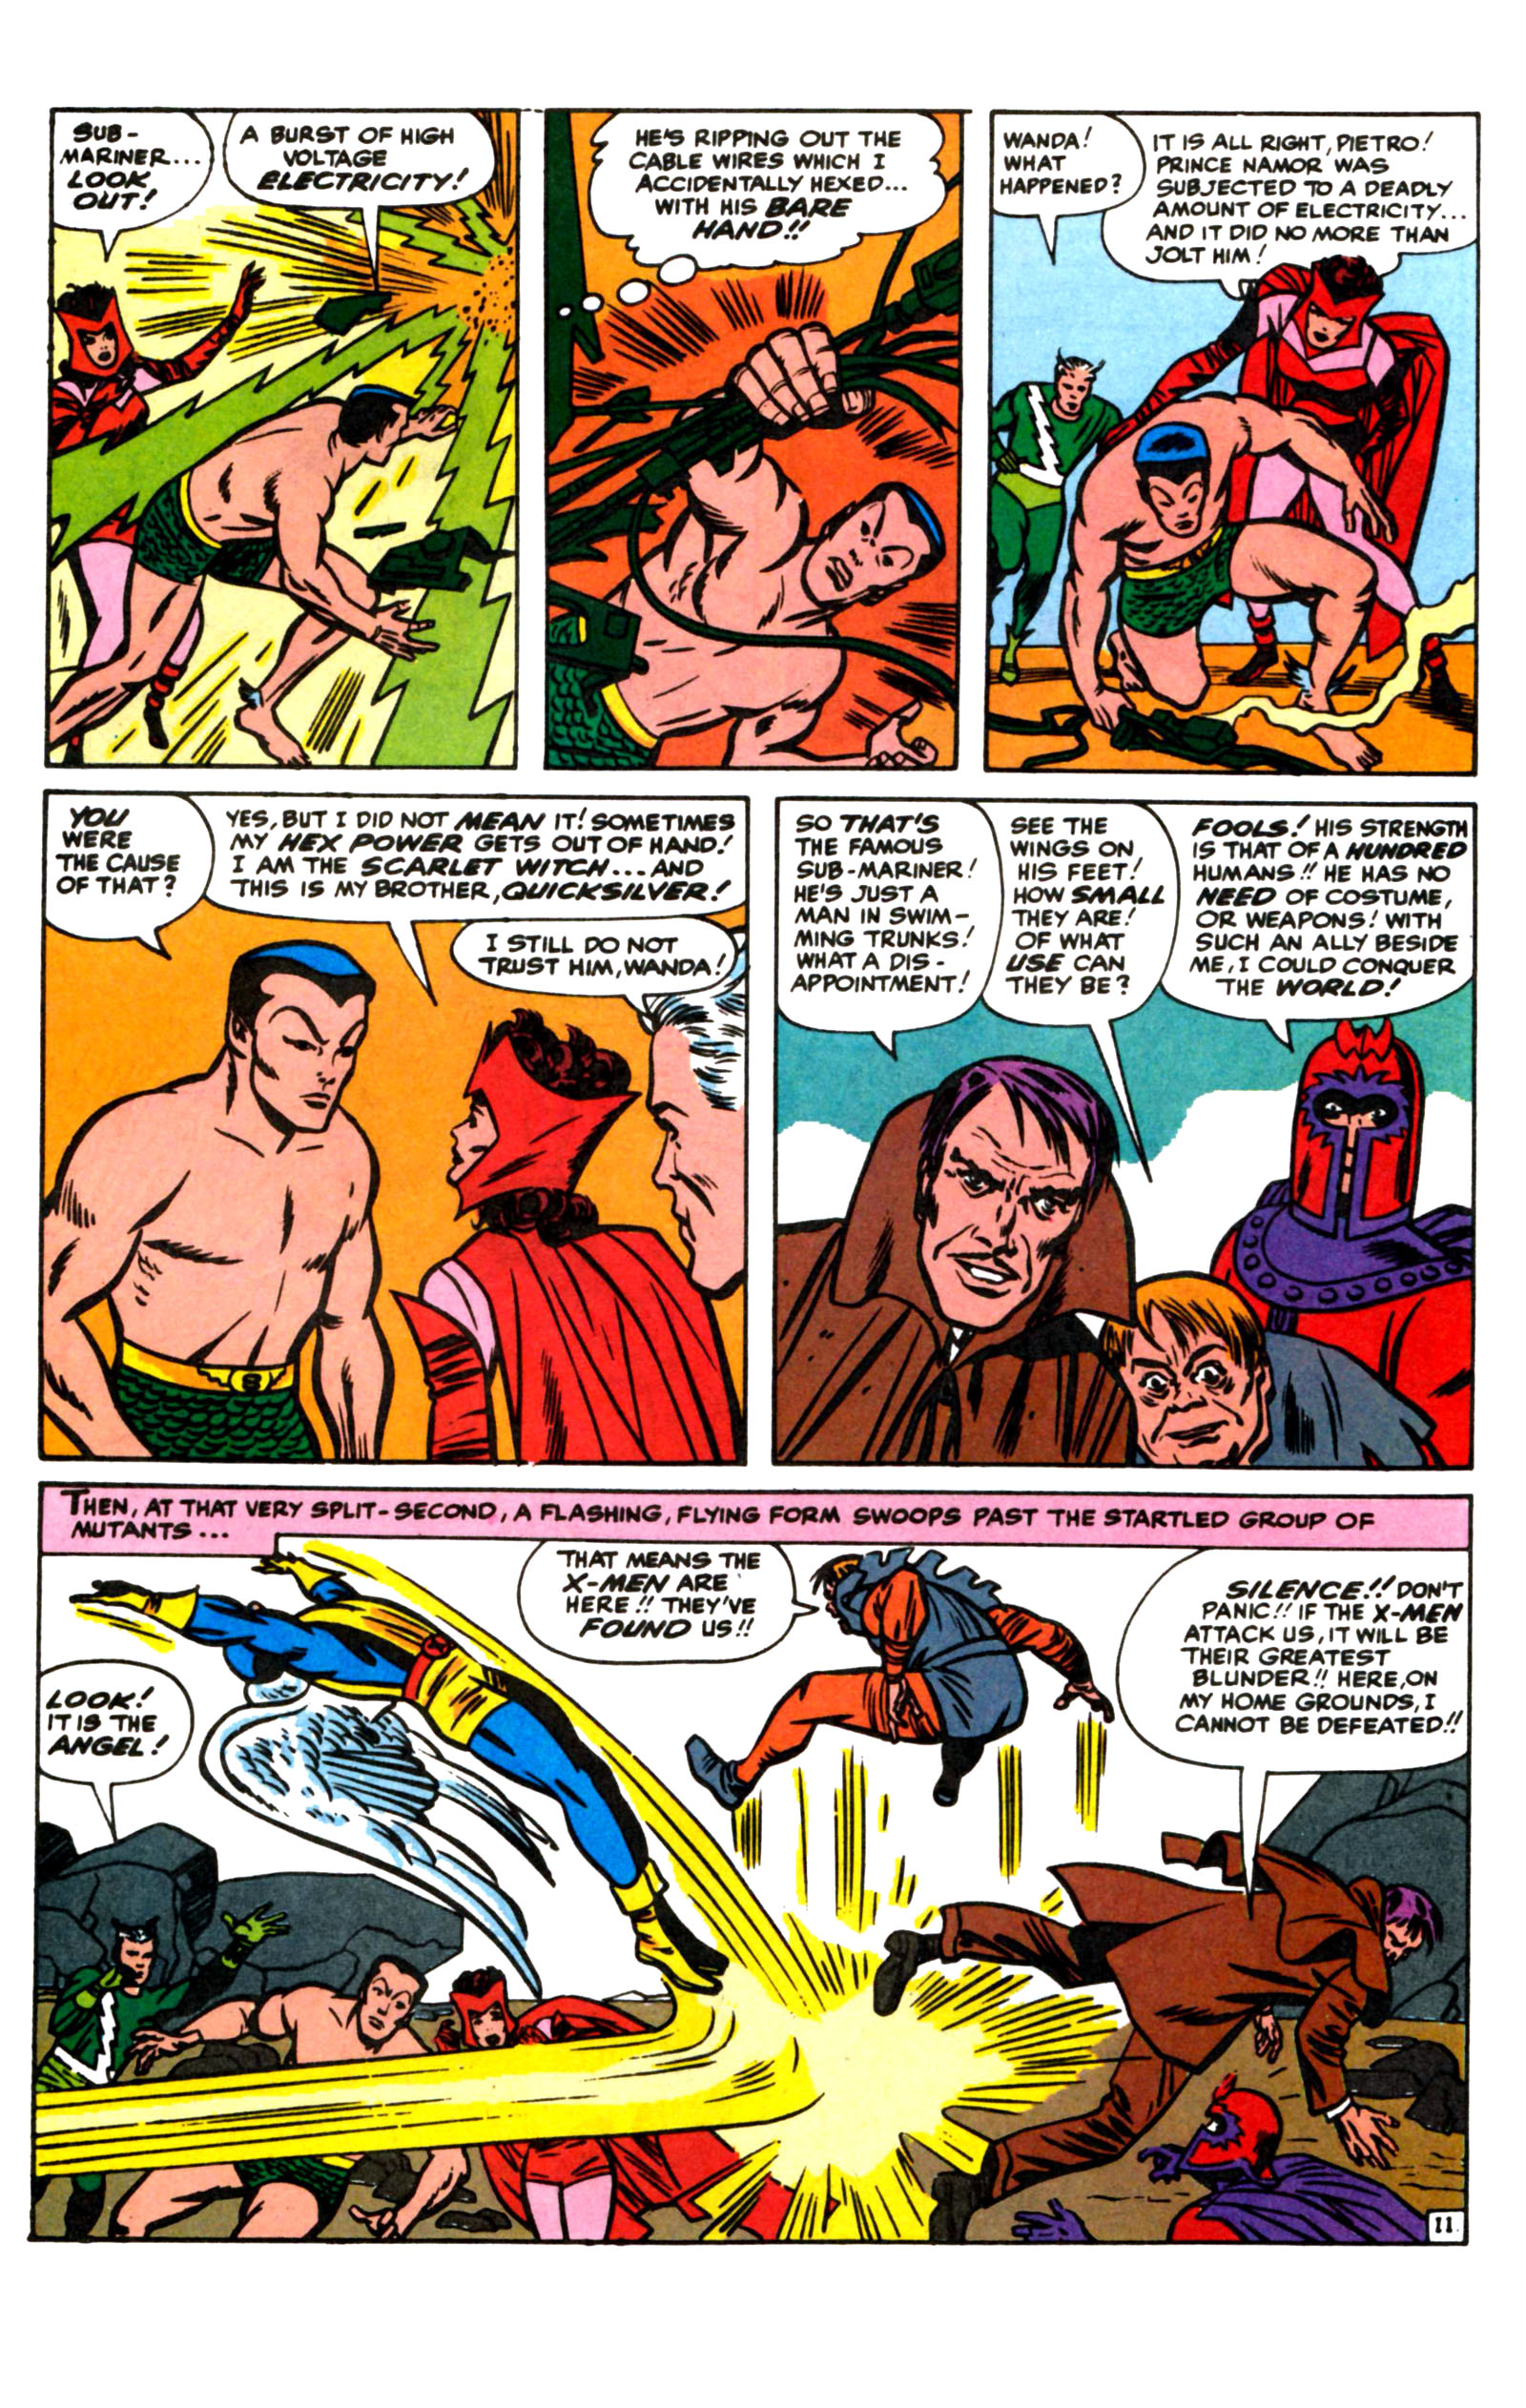 SUB-
MARINER...
LOOK
OUT!
A BURST OF HIGH
VOLTAGE
ELECTRICITY!
HE'S RIPPING OUT THE
CABLE WIRES WHICH I
ACCIDENTALLY HEXED...
WITH HIS BARE
HAND!!
WANDA!
WHAT
HAPPENED?
IT IS ALL RIGHT, PIETRO!
PRINCE NAMOR WAS
SUBJECTED TO A DEADLY
AMOUNT OF ELECTRICITY...
AND IT DID NO MORE THAN
JOLT HIM!
YOU
WERE
THE CAUSE
OF THAT?
YES, BUT I DID NOT MEAN IT! SOMETIMES
MY HEX POWER GETS OUT OF HAND!
I AM THE SCARLET WITCH... AND
THIS IS MY BROTHER, QUICKSILVER!
I STILL DO NOT
TRUST HIM, WANDA!
SO THAT'S
THE FAMOUS
SUB-MARINER!
HE'S JUST A
MAN IN SWIM-
MING TRUNKS!
WHAT A DIS-
APPOINTMENT!
SEE THE
WINGS ON
HIS FEET!
HOW SMALL
THEY ARE!
OF WHAT
USE CAN
THEY BE?
FOOLS! HIS STRENGTH
IS THAT OF A HUNDRED
HUMANS!! HE HAS NO
NEED OF COSTUME,
OR WEAPONS! WITH
SUCH AN ALLY BESIDE
ME, I COULD CONQUER
THE WORLD!
THEN, AT THAT VERY SPLIT-SECOND, A FLASHING, FLYING FORM SWOOPS PAST THE STARTLED GROUP OF
MUTANTS...
LOOK!
IT IS THE
ANGEL!
THAT MEANS THE
X-MEN ARE
HERE!! THEY'VE
FOUND US!!
SILENCE!! DON'T
PANIC!! IF THE X-MEN
ATTACK US, IT WILL BE
THEIR GREATEST
BLUNDER!! HERE, ON
MY HOME GROUNDS, I
CANNOT BE DEFEATED!!
11